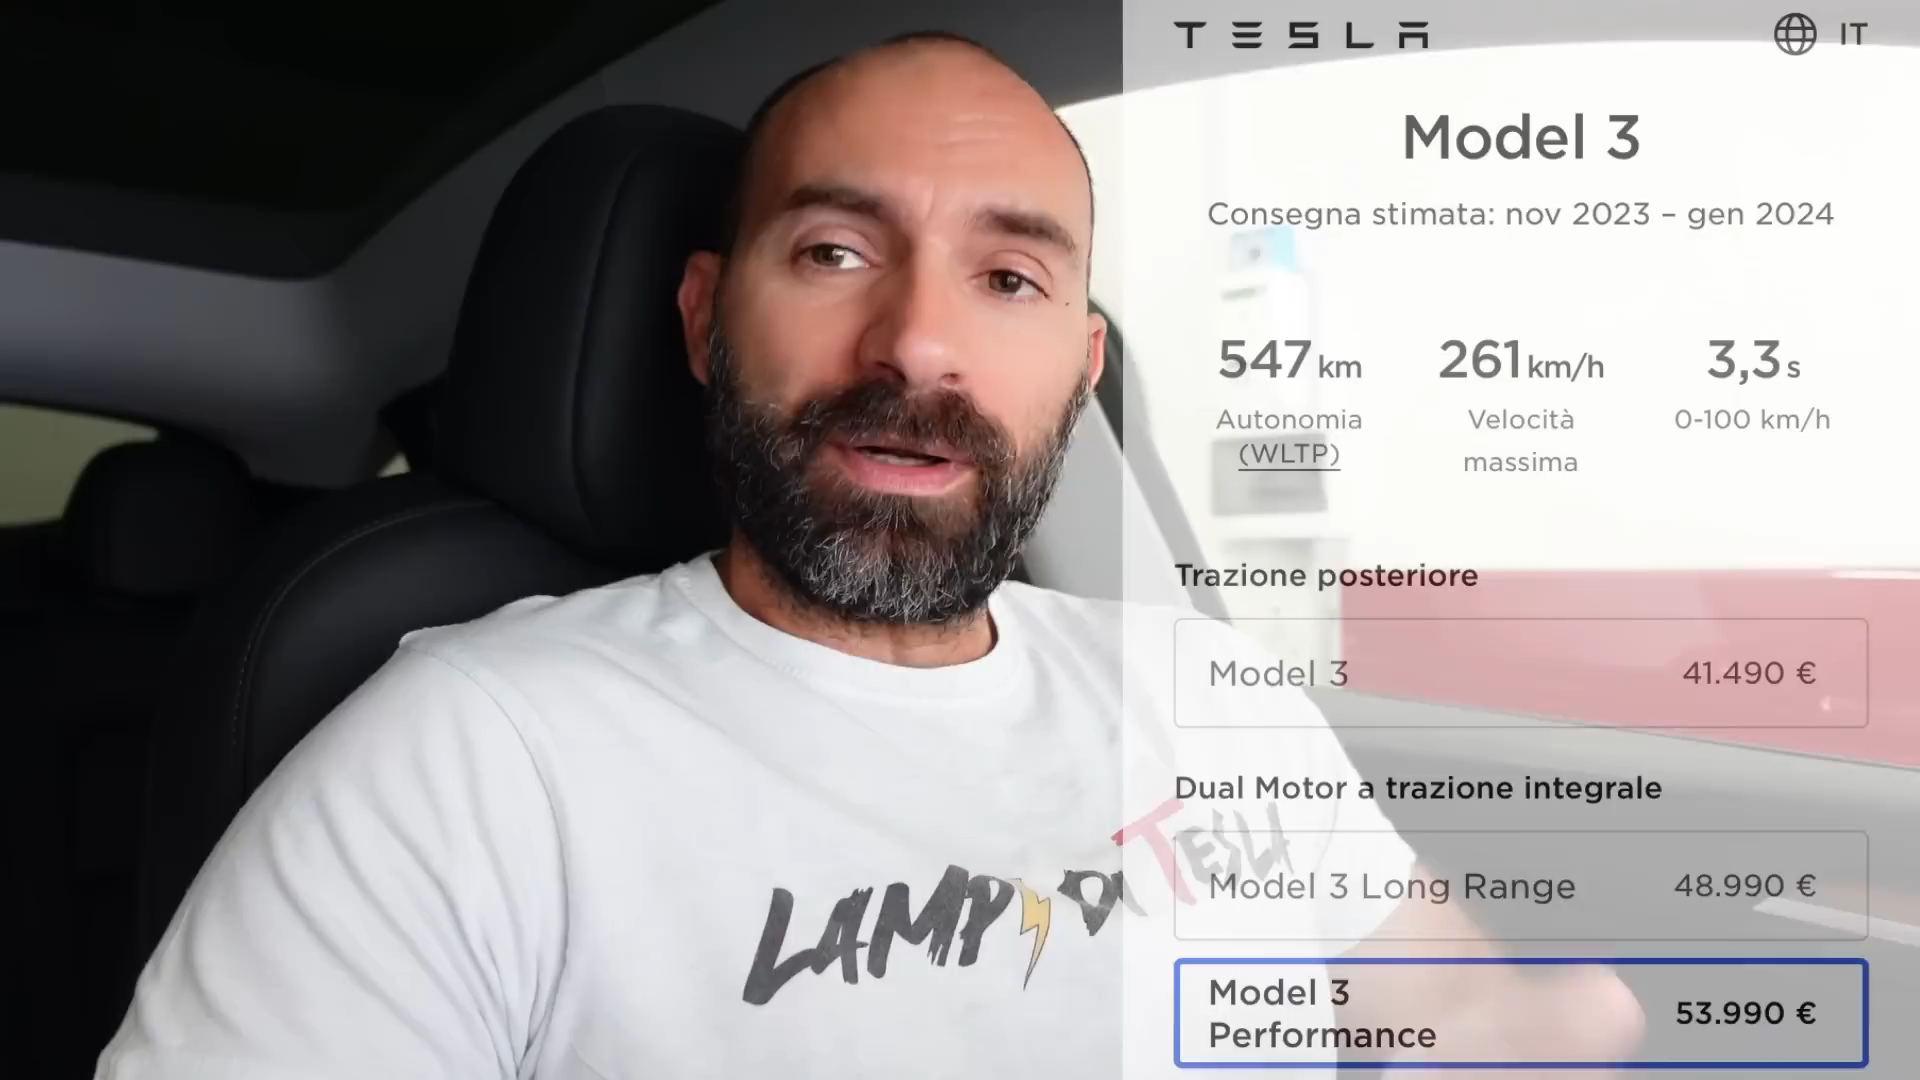 TESLA
IT
Model 3
Consegna stimata: nov 2023 – gen 2024
547 km
261 km/h
3,3 s
Autonomia
(WLTP)
Velocità
massima
0-100 km/h
Trazione posteriore
Model 3
41.490 €
Dual Motor a trazione integrale
Model 3 Long Range
48.990 €
Model 3
Performance
53.990 €
LAMPI DI TESLA